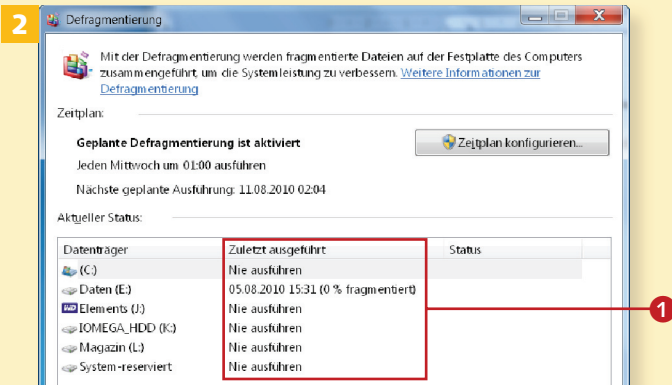 2
Defragmentierung
Mit der Defragmentierung werden fragmentierte Dateien auf der Festplatte des Computers
zusammengeführt, um die Systemleistung zu verbessern. Weitere Informationen zur
Defragmentierung
Zeitplan:
Geplante Defragmentierung ist aktiviert
Zeitplan konfigurieren...
Jeden Mittwoch um 01:00 ausführen
Nächste geplante Ausführung: 11.08.2010 02:04
Aktueller Status:
Datenträger Zuletzt ausgeführt Status
(C:) Nie ausführen
Daten (E:) 05.08.2010 15:31 (0 % fragmentiert)
WD Elements (J:) Nie ausführen
1
IOMEGA_HDD (K:) Nie ausführen
Magazin (L:) Nie ausführen
System-reserviert Nie ausführen